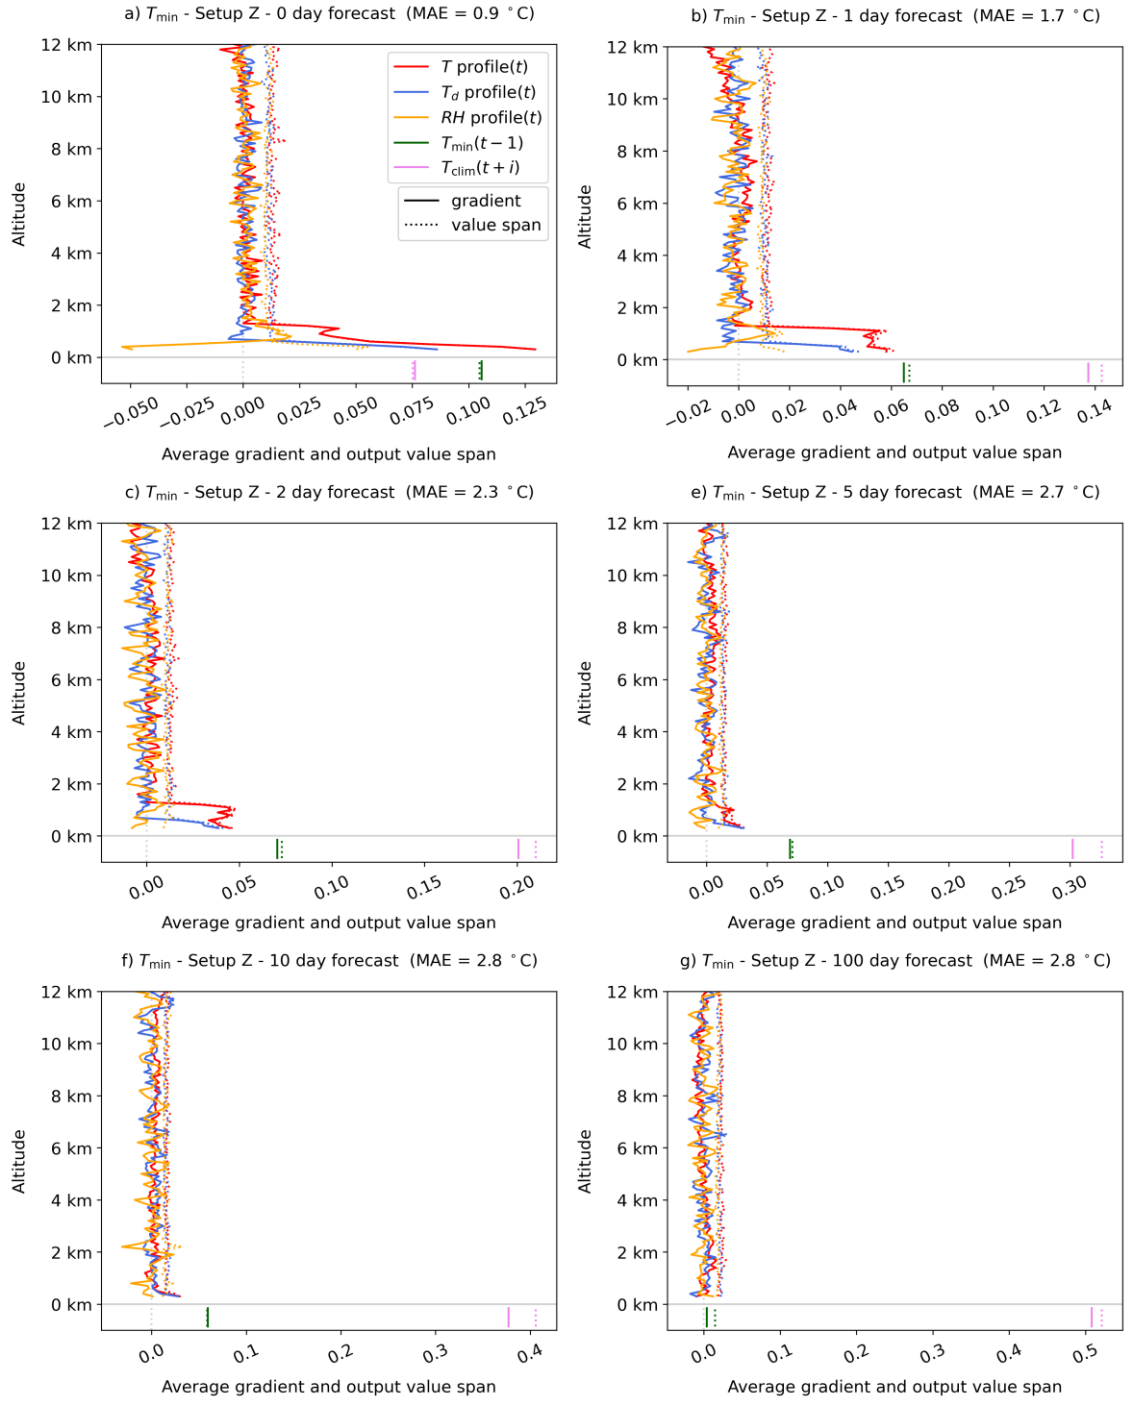 a) Tmin - Setup Z - 0 day forecast (MAE = 0.9 °C)
12 km
10 km
8 km
6 km
4 km
2 km
0 km
Altitude
T profile(t)
Td profile(t)
RH profile(t)
Tmin(t − 1)
Tclim(t + i)
gradient
value span
−0.050
−0.025
0.000
0.025
0.050
0.075
0.100
0.125
Average gradient and output value span
b) Tmin - Setup Z - 1 day forecast (MAE = 1.7 °C)
12 km
10 km
8 km
6 km
4 km
2 km
0 km
Altitude
−0.02
0.00
0.02
0.04
0.06
0.08
0.10
0.12
0.14
Average gradient and output value span
c) Tmin - Setup Z - 2 day forecast (MAE = 2.3 °C)
12 km
10 km
8 km
6 km
4 km
2 km
0 km
Altitude
0.00
0.05
0.10
0.15
0.20
Average gradient and output value span
e) Tmin - Setup Z - 5 day forecast (MAE = 2.7 °C)
12 km
10 km
8 km
6 km
4 km
2 km
0 km
Altitude
0.00
0.05
0.10
0.15
0.20
0.25
0.30
Average gradient and output value span
f) Tmin - Setup Z - 10 day forecast (MAE = 2.8 °C)
12 km
10 km
8 km
6 km
4 km
2 km
0 km
Altitude
0.0
0.1
0.2
0.3
0.4
Average gradient and output value span
g) Tmin - Setup Z - 100 day forecast (MAE = 2.8 °C)
12 km
10 km
8 km
6 km
4 km
2 km
0 km
Altitude
0.0
0.1
0.2
0.3
0.4
0.5
Average gradient and output value span